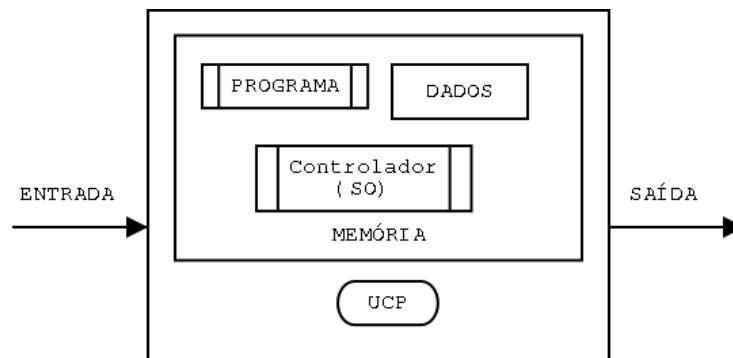 PROGRAMA
DADOS
Controlador
(SO)
ENTRADA
SAÍDA
MEMÓRIA
UCP